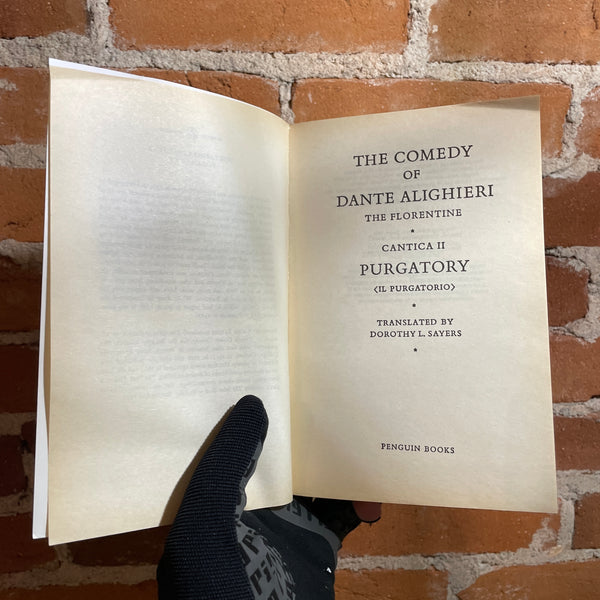 THE COMEDY
OF
DANTE ALIGHIERI
THE FLORENTINE
*
CANTICA II
PURGATORY
⟨IL PURGATORIO⟩
*
TRANSLATED BY
DOROTHY L. SAYERS
*
PENGUIN BOOKS